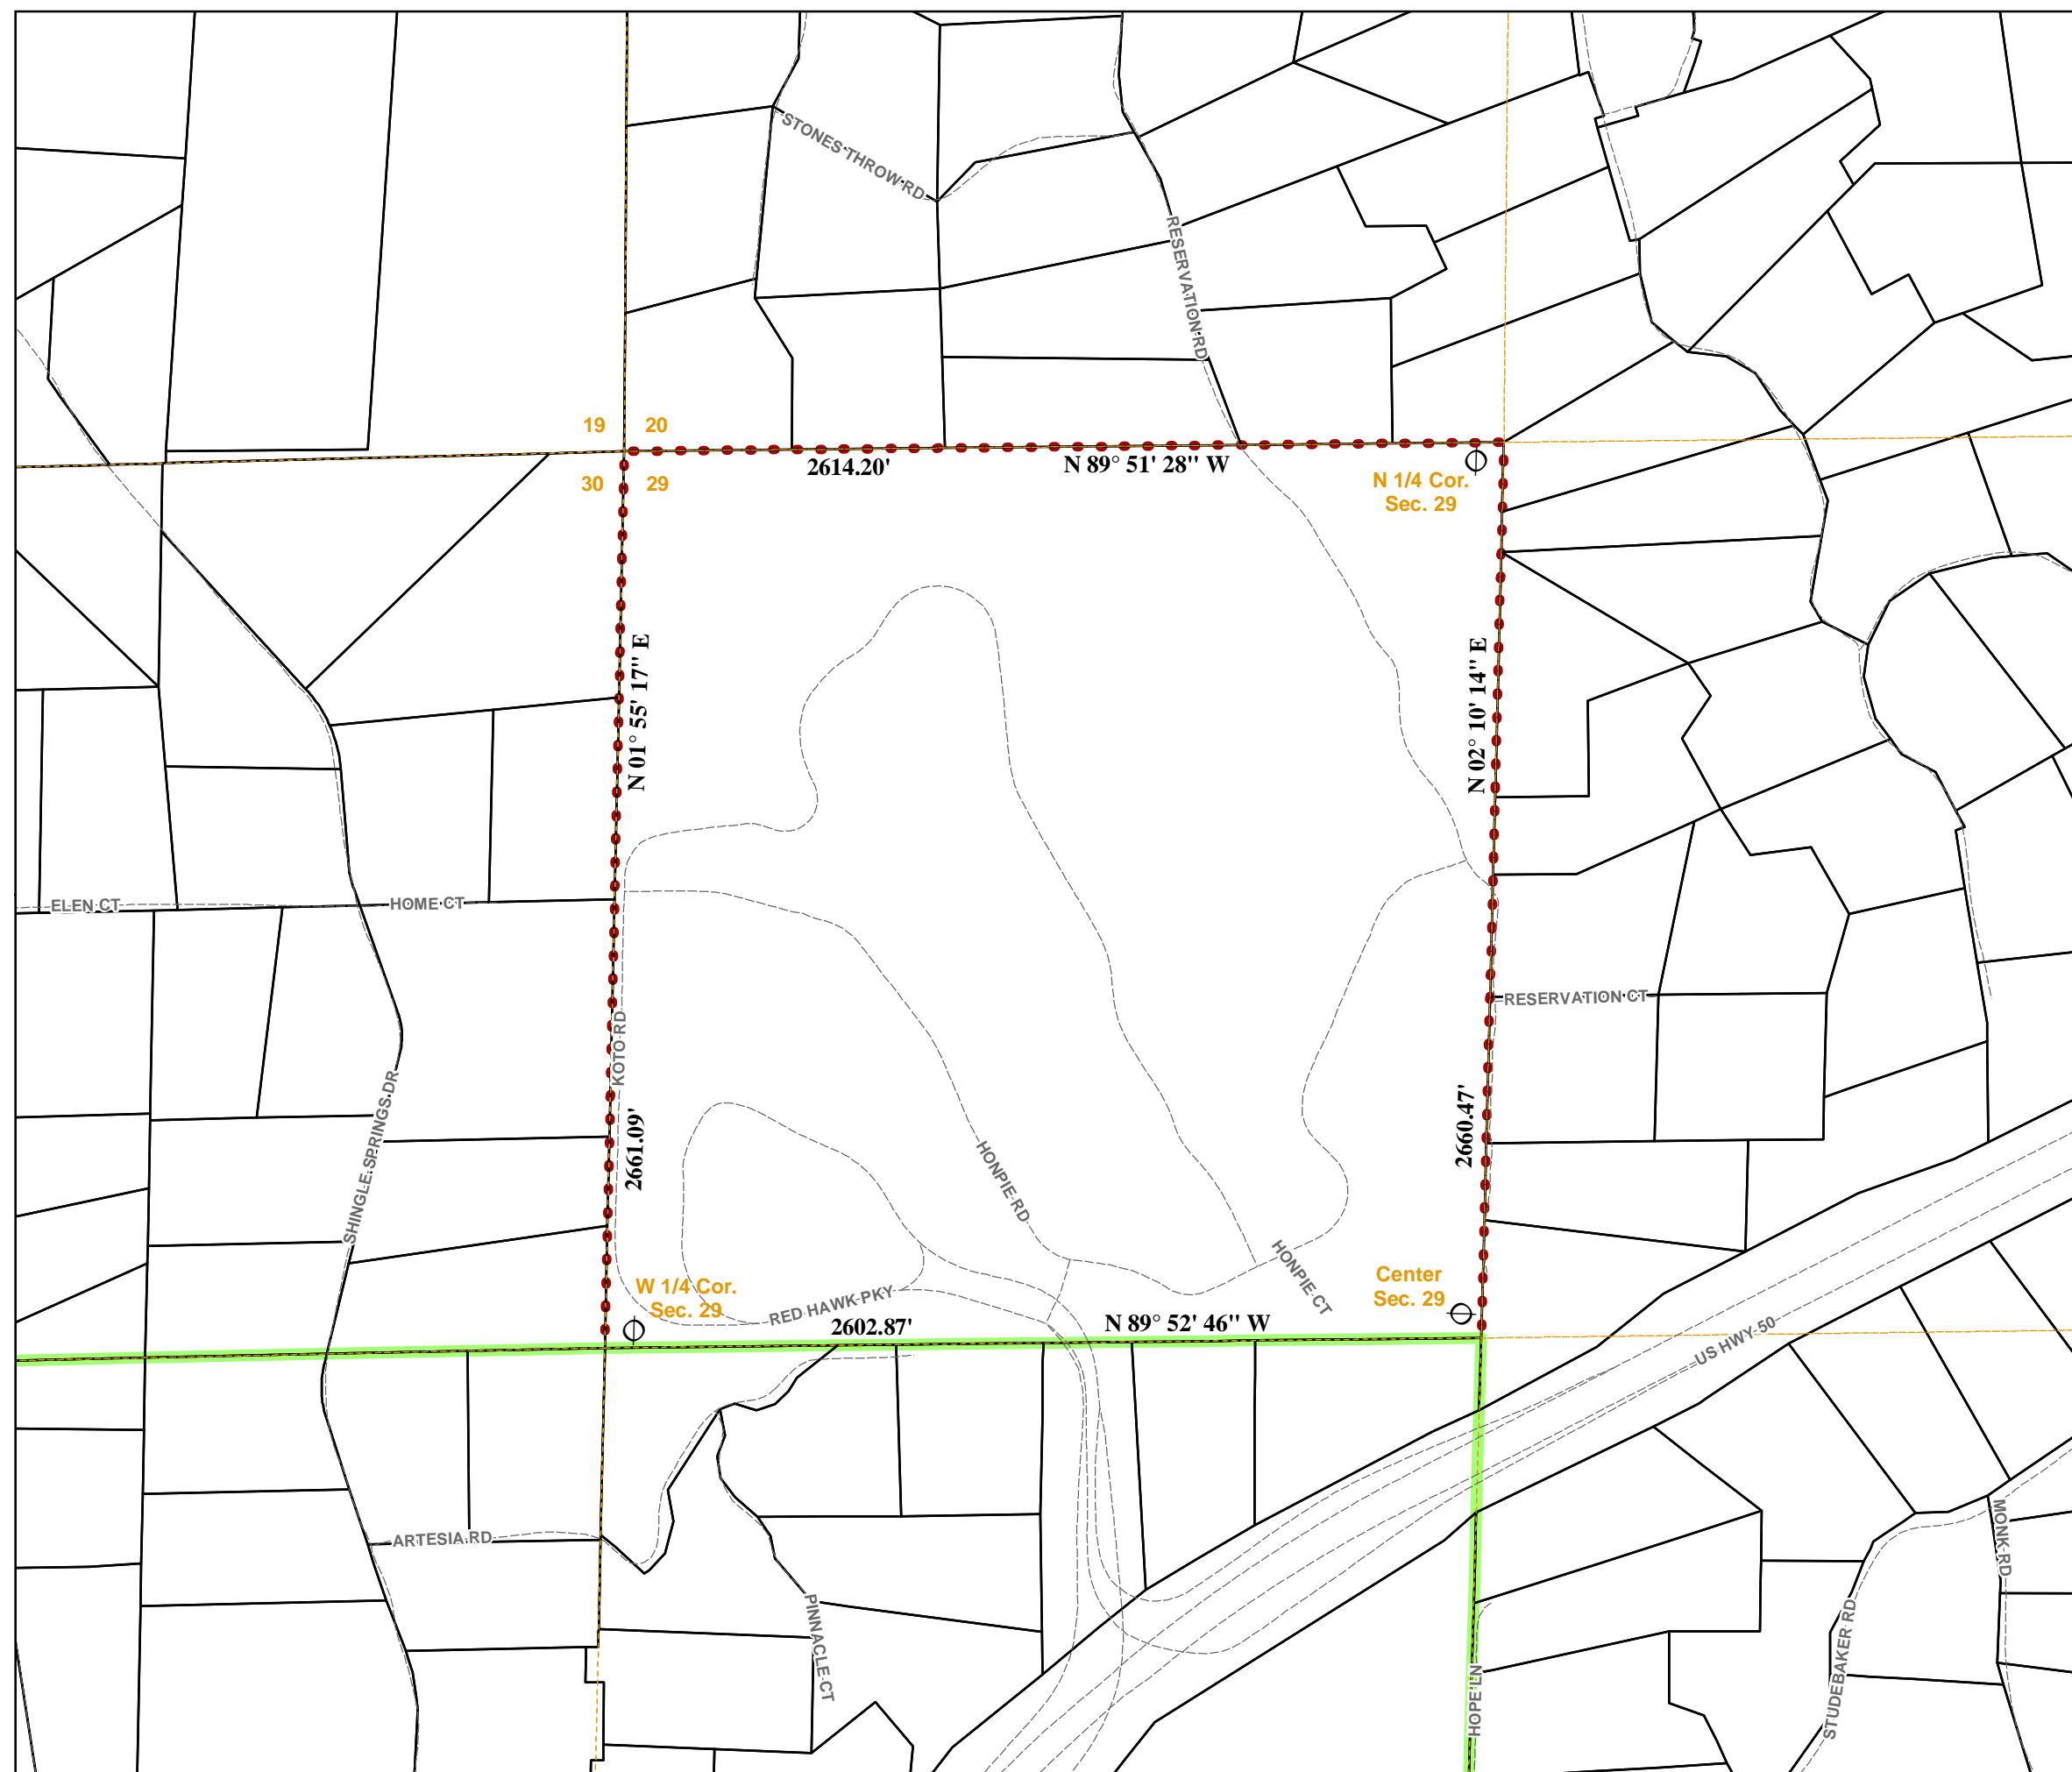 STONES THROW RD
RESERVATION RD
19
20
30
29
2614.20'
N 89° 51' 28" W
N 1/4 Cor.
Sec. 29
N 01° 55' 17" E
N 02° 10' 14" E
ELEN CT
HOME CT
RESERVATION CT
KOTO RD
SHINGLE SPRINGS DR
2661.09'
2660.47'
HONPIE RD
HONPIE CT
W 1/4 Cor.
Sec. 29
RED HAWK PKY
Center
Sec. 29
2602.87'
N 89° 52' 46" W
US HWY 50
ARTESIA RD
PINNACLE CT
HOPE LN
STUDEBAKER RD
MONK RD